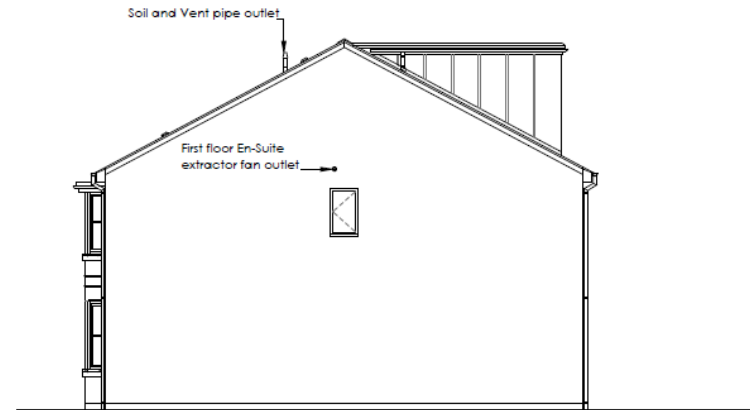 Soil and Vent pipe outlet
First floor En-Suite
extractor fan outlet